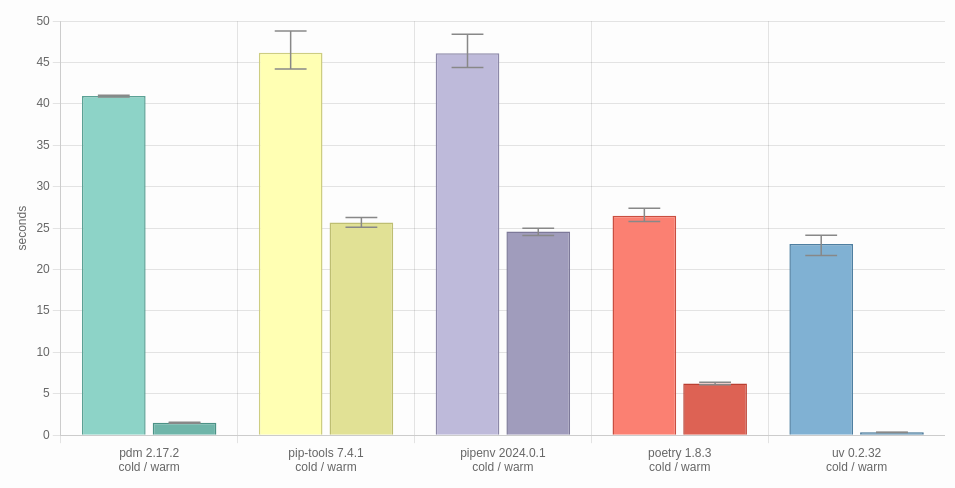 50
45
40
35
30
25
20
15
10
5
0
seconds
pdm 2.17.2
cold / warm
pip-tools 7.4.1
cold / warm
pipenv 2024.0.1
cold / warm
poetry 1.8.3
cold / warm
uv 0.2.32
cold / warm